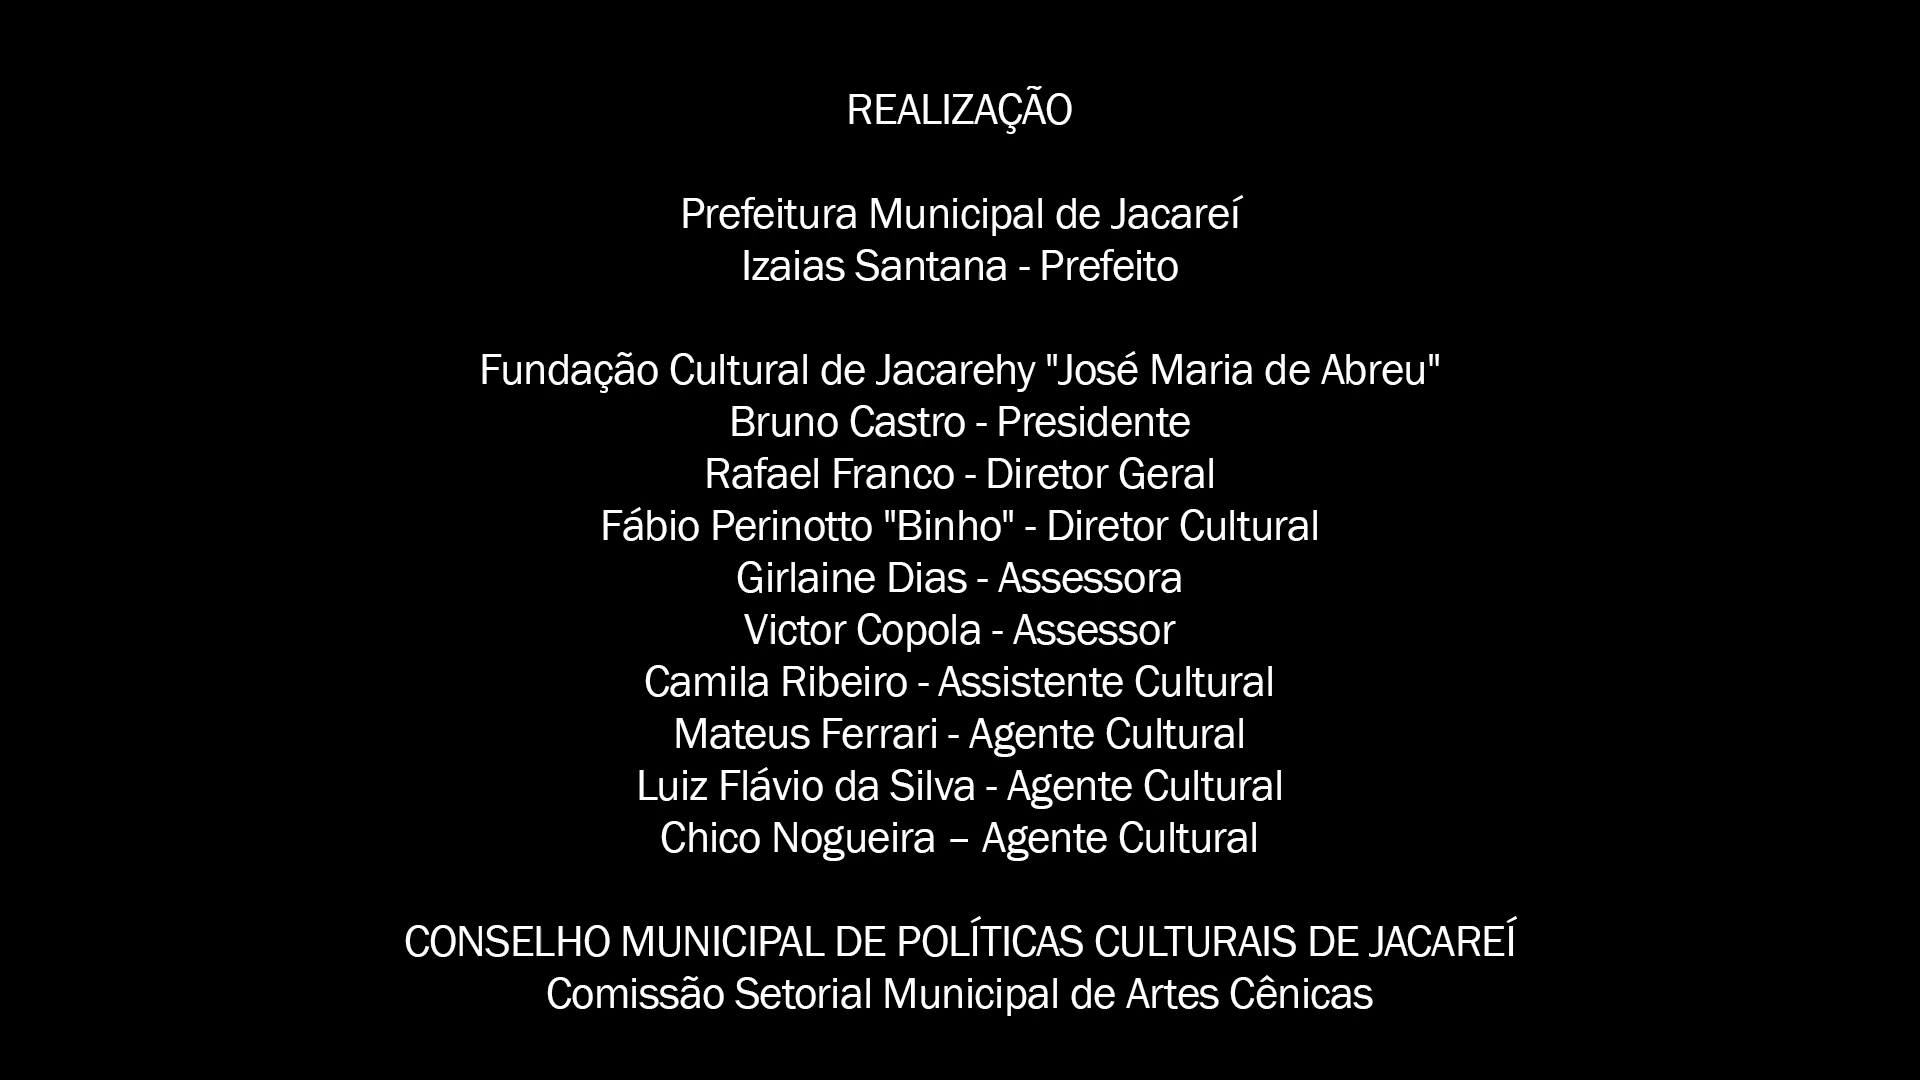 REALIZAÇÃO
Prefeitura Municipal de Jacareí
Izaias Santana - Prefeito
Fundação Cultural de Jacarehy "José Maria de Abreu"
Bruno Castro - Presidente
Rafael Franco - Diretor Geral
Fábio Perinotto "Binho" - Diretor Cultural
Girlaine Dias - Assessora
Victor Copola - Assessor
Camila Ribeiro - Assistente Cultural
Mateus Ferrari - Agente Cultural
Luiz Flávio da Silva - Agente Cultural
Chico Nogueira – Agente Cultural
CONSELHO MUNICIPAL DE POLÍTICAS CULTURAIS DE JACAREÍ
Comissão Setorial Municipal de Artes Cênicas